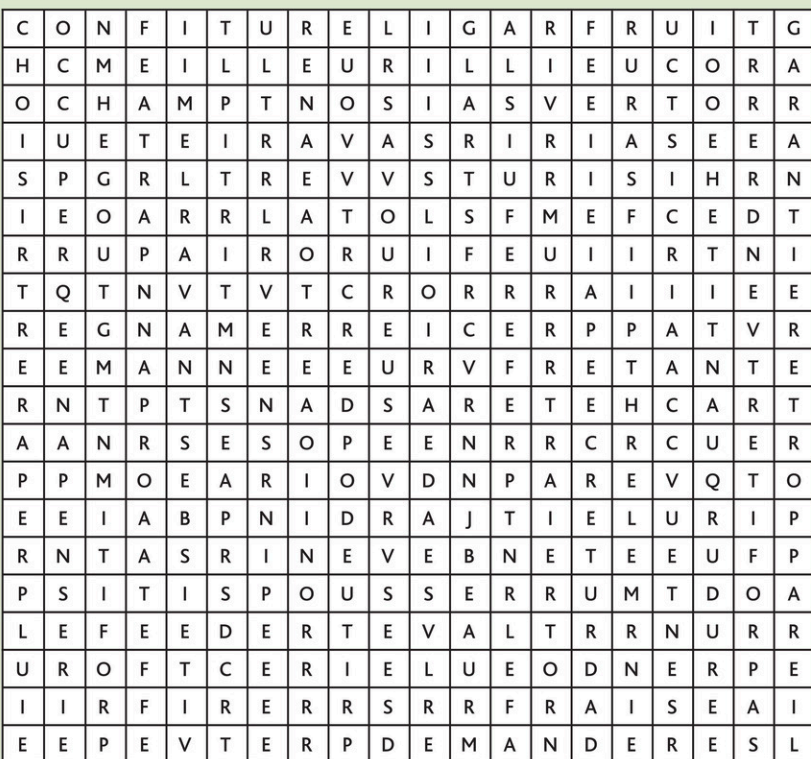 C O N F I T U R E L I G A R F R U I T G
H C M E I L L E U R I L L I E U C O R A
O C H A M P T N O S I A S V E R T O R R
I U E T E I R A V A S R I R I A S E E A
S P G R L T R E V V S T U R I S I H R N
I E O A R R L A T O L S F M E F C E D T
R R U P A I R O R U I F E U I I R T N I
T Q T N V T V T C R O R R R A I I I E E
R E G N A M E R R E I C E R P P A T V R
E E M A N N E E E U R V F R E T A N T E
R N T P T S N A D S A R E T E H C A R T
A A N R S E S O P E E N R R C R C U E R
P P M O E A R I O V D N P A R E V Q T O
E E I A B P N I D R A J T I E L U R I P
R N T A S R I N E V E B N E T E E U F P
P S I T I S P O U S S E R R U M T D O A
L E F E E D E R T E V A L T R R N U R R
U R O F T C E R I E L U E O D N E R P E
I I R F I R E R R S R R F R A I S E A I
E E P E V T E R P D E M A N D E R E S L